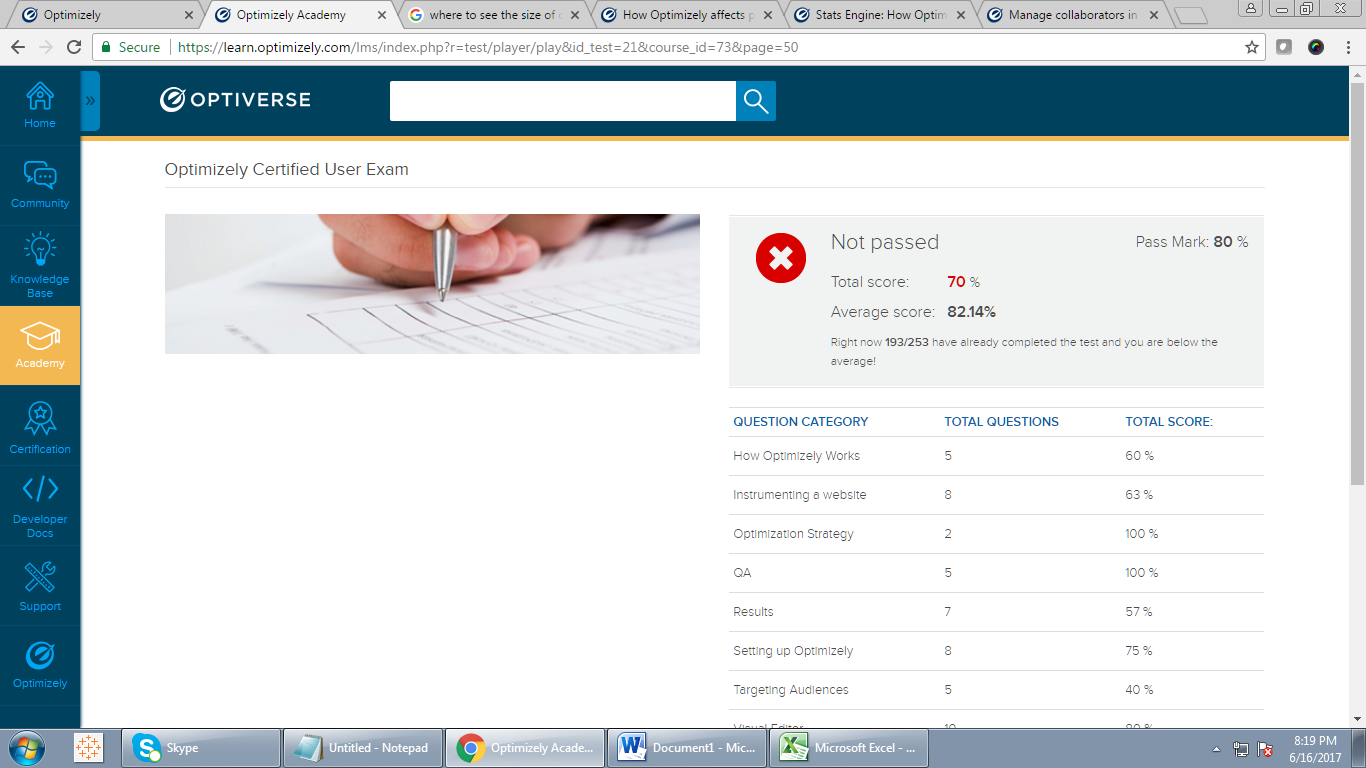 Optimizely
Optimizely Academy
where to see the size of
How Optimizely affects
Stats Engine: How Optim
Manage collaborators in
Secure
https://learn.optimizely.com/lms/index.php?r=test/player/play&id_test=21&course_id=73&page=50
Home
Community
Knowledge
Base
Academy
Certification
Developer
Docs
Support
Optimizely
»
OPTIVERSE
Optimizely Certified User Exam
Not passed
Pass Mark: 80 %
Total score: 70 %
Average score: 82.14%
Right now 193/253 have already completed the test and you are below the
average!
QUESTION CATEGORY TOTAL QUESTIONS TOTAL SCORE:
How Optimizely Works 5 60 %
Instrumenting a website 8 63 %
Optimization Strategy 2 100 %
QA 5 100 %
Results 7 57 %
Setting up Optimizely 8 75 %
Targeting Audiences 5 40 %
Visual Editor 10 80 %
Skype
Untitled - Notepad
Optimizely Acade...
Document1 - Mic...
Microsoft Excel - ...
8:19 PM
6/16/2017